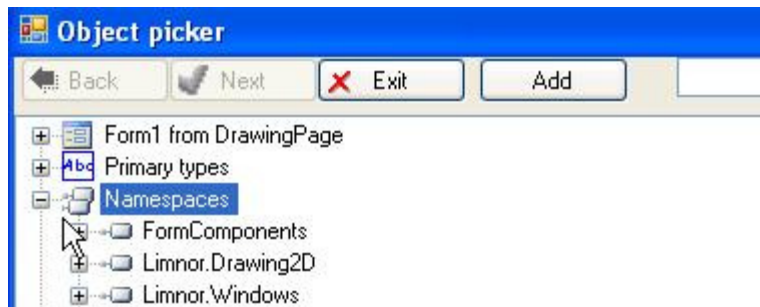 Object picker
Back Next Exit Add
Form1 from DrawingPage
Abc Primary types
Namespaces
FormComponents
Limnor.Drawing2D
Limnor.Windows